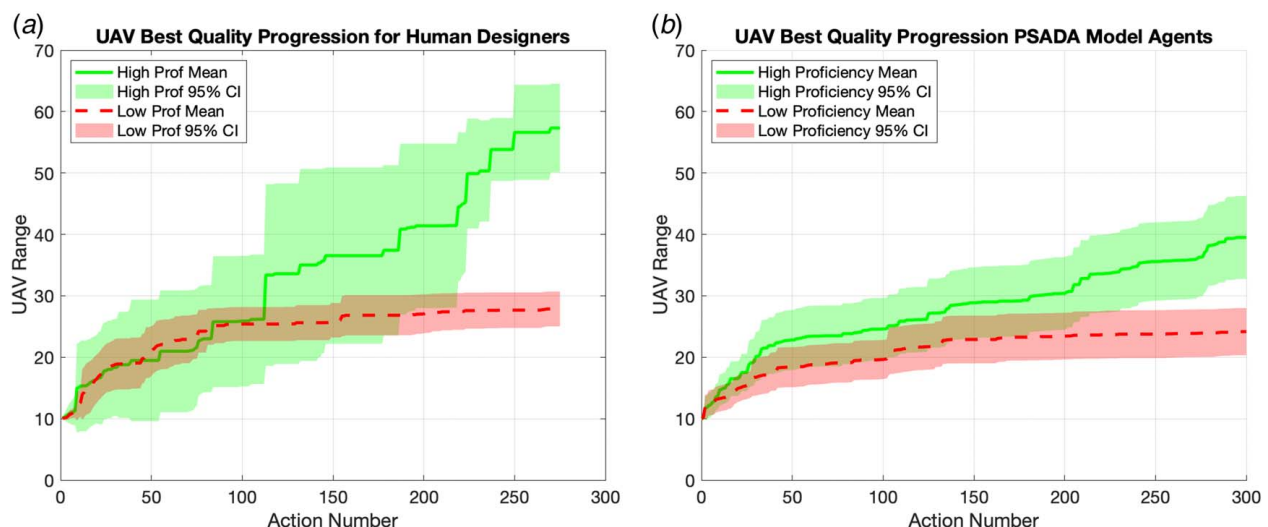 (a)
UAV Best Quality Progression for Human Designers
70
60
50
40
30
20
10
0
UAV Range
High Prof Mean
High Prof 95% CI
Low Prof Mean
Low Prof 95% CI
0 50 100 150 200 250 300
Action Number
(b)
UAV Best Quality Progression PSADA Model Agents
70
60
50
40
30
20
10
0
UAV Range
High Proficiency Mean
High Proficiency 95% CI
Low Proficiency Mean
Low Proficiency 95% CI
0 50 100 150 200 250 300
Action Number